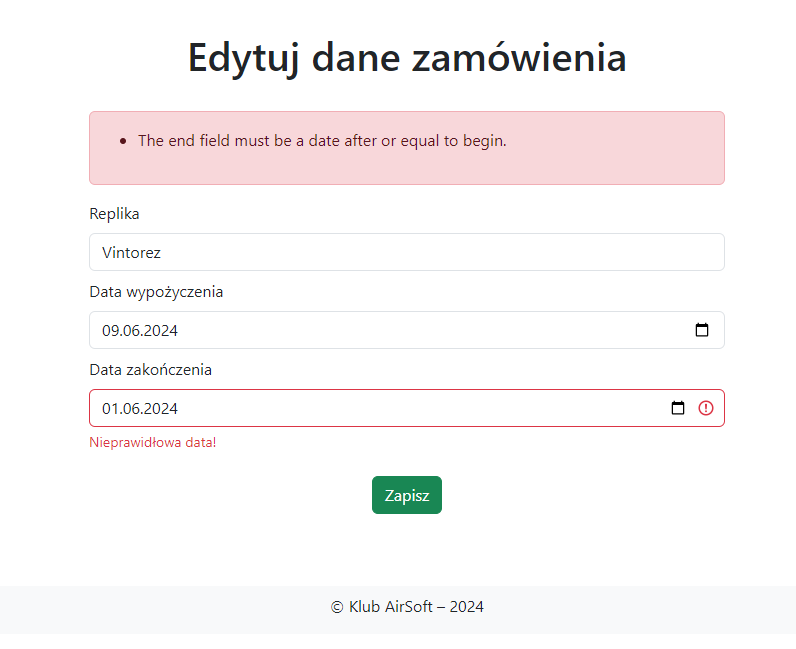 Edytuj dane zamówienia
• The end field must be a date after or equal to begin.
Replika
Vintorez
Data wypożyczenia
09.06.2024
Data zakończenia
01.06.2024
Nieprawidłowa data!
Zapisz
© Klub AirSoft – 2024